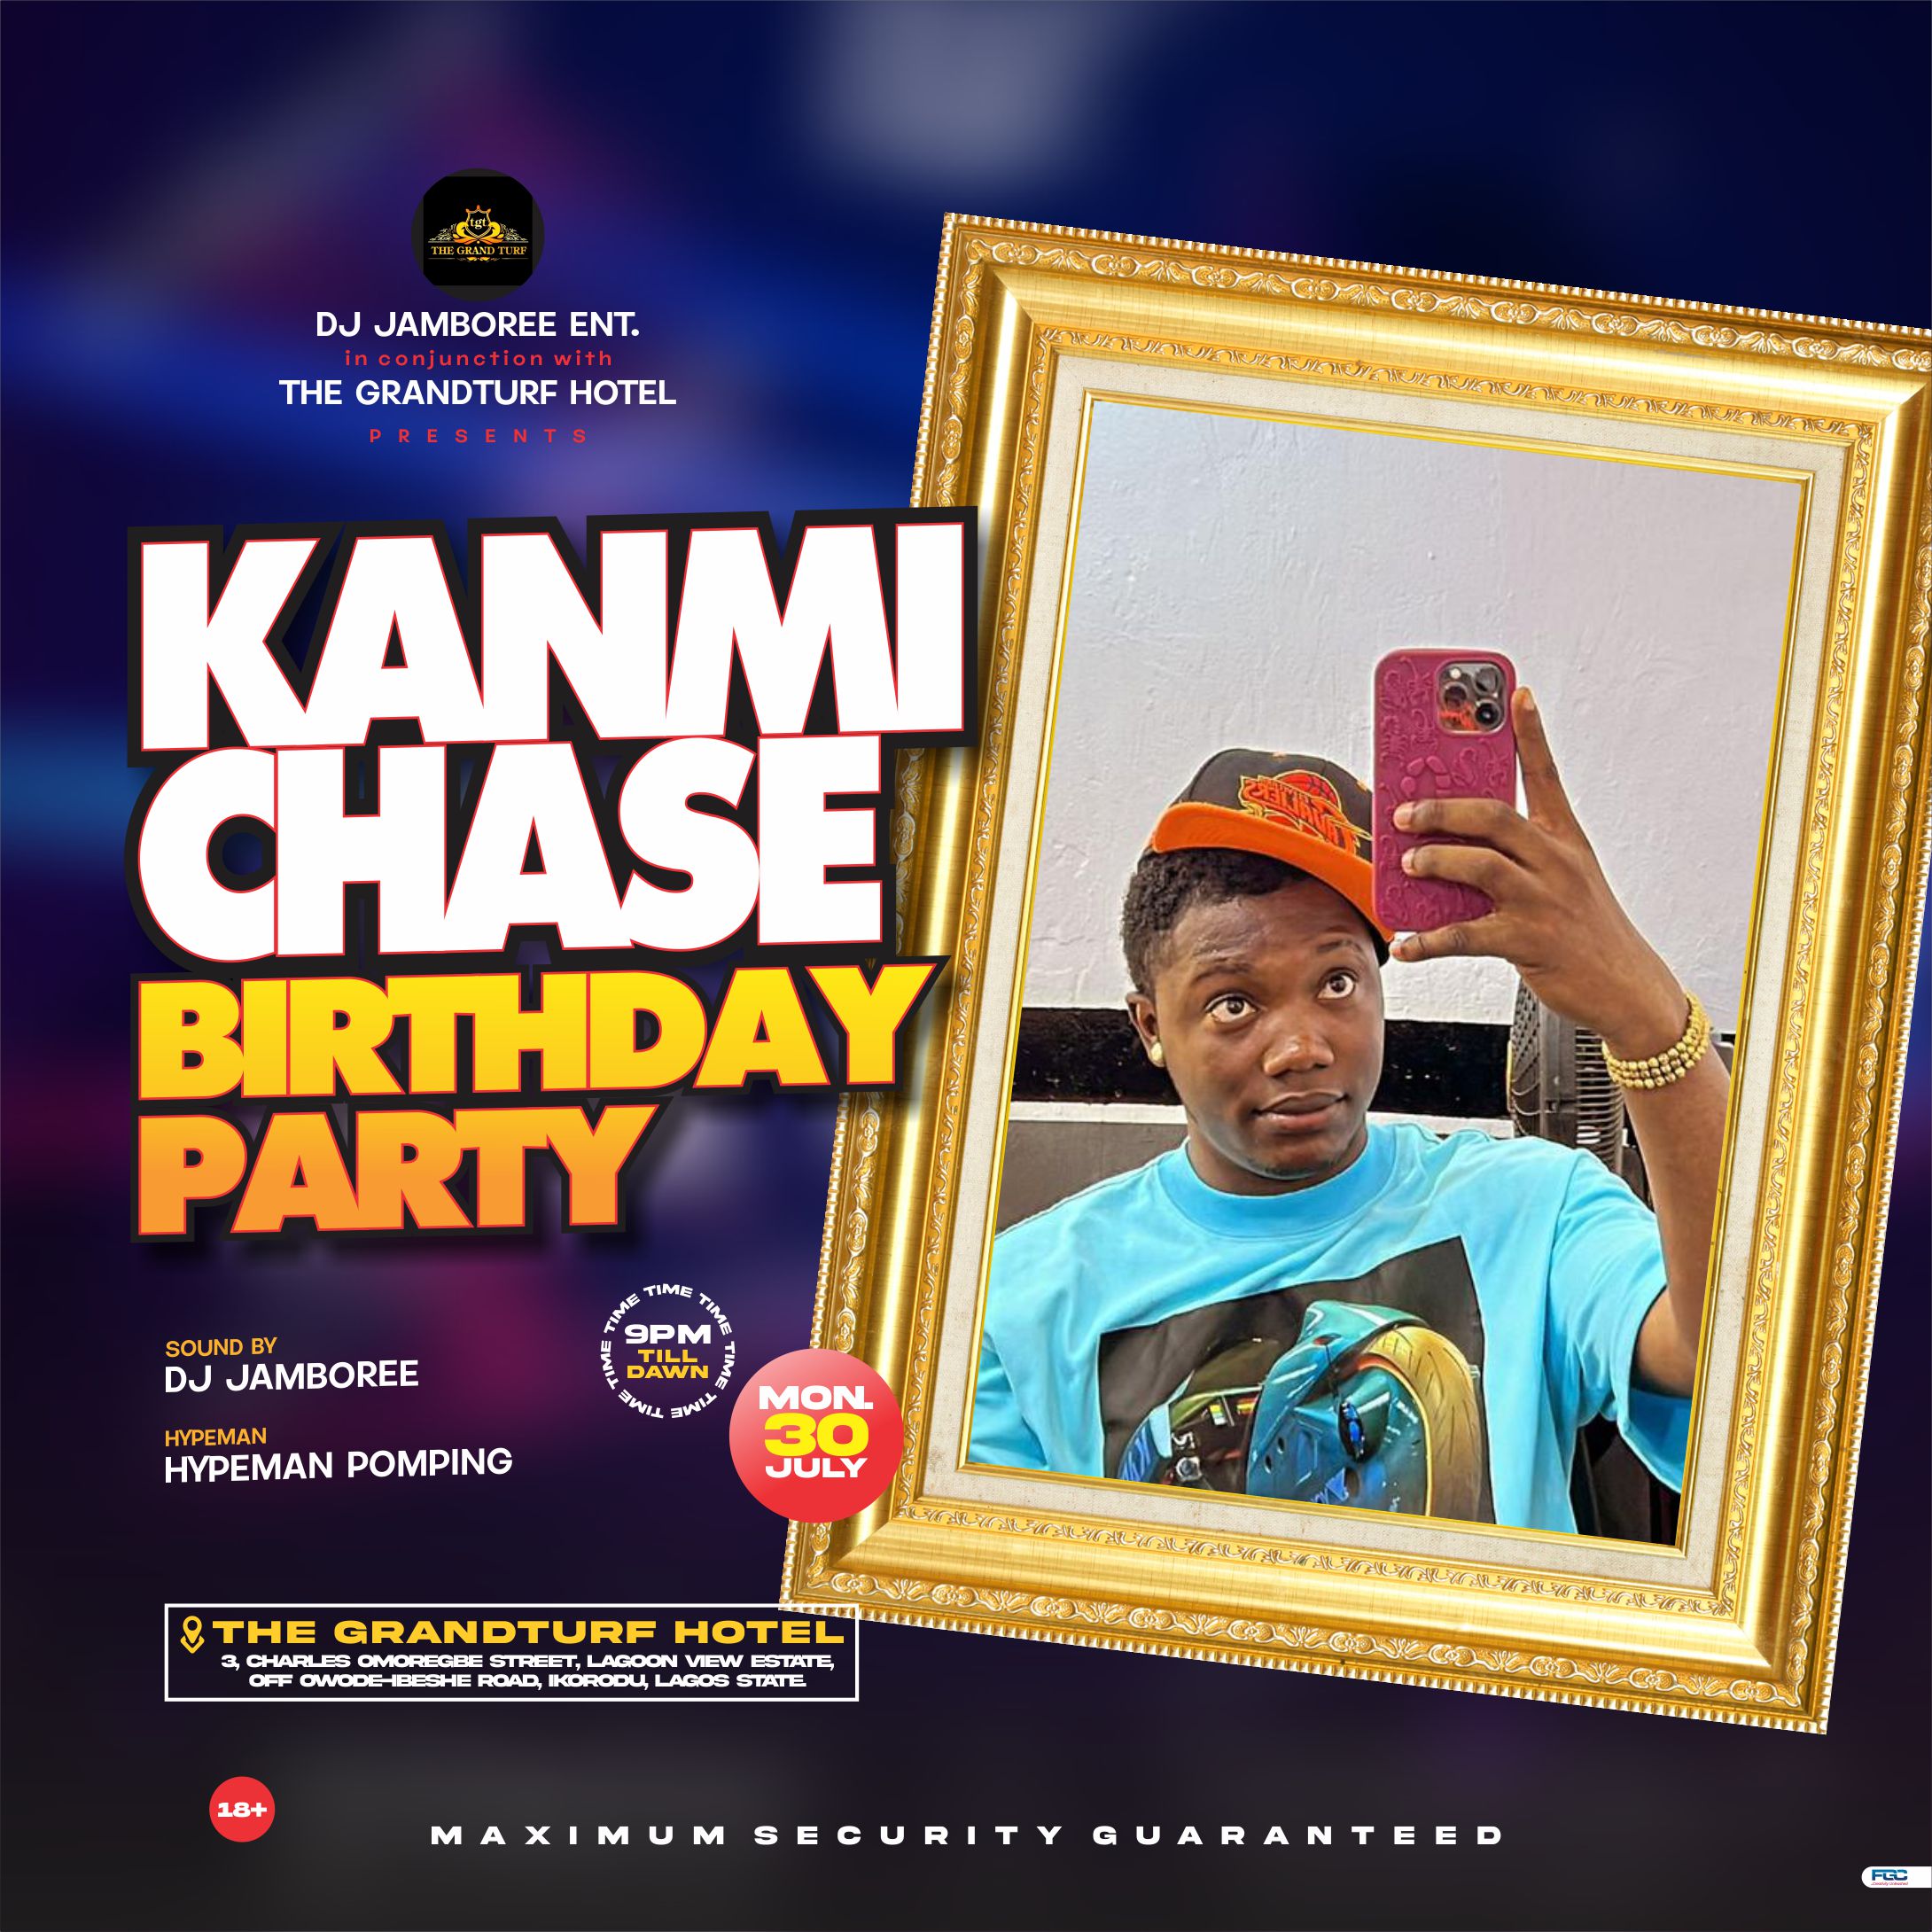 tgt
THE GRAND TURF
DJ JAMBOREE ENT.
in conjunction with
THE GRANDTURF HOTEL
PRESENTS
KANMI
CHASE
BIRTHDAY
PARTY
SOUND BY
DJ JAMBOREE
HYPEMAN
HYPEMAN POMPING
TIME TIME TIME TIME TIME TIME TIME TIME
9PM
TILL
DAWN
MON.
30
JULY
THE GRANDTURF HOTEL
3, CHARLES OMOREGBE STREET, LAGOON VIEW ESTATE,
OFF OWODE-IBESHE ROAD, IKORODU, LAGOS STATE.
18+
MAXIMUM SECURITY GUARANTEED
FGC